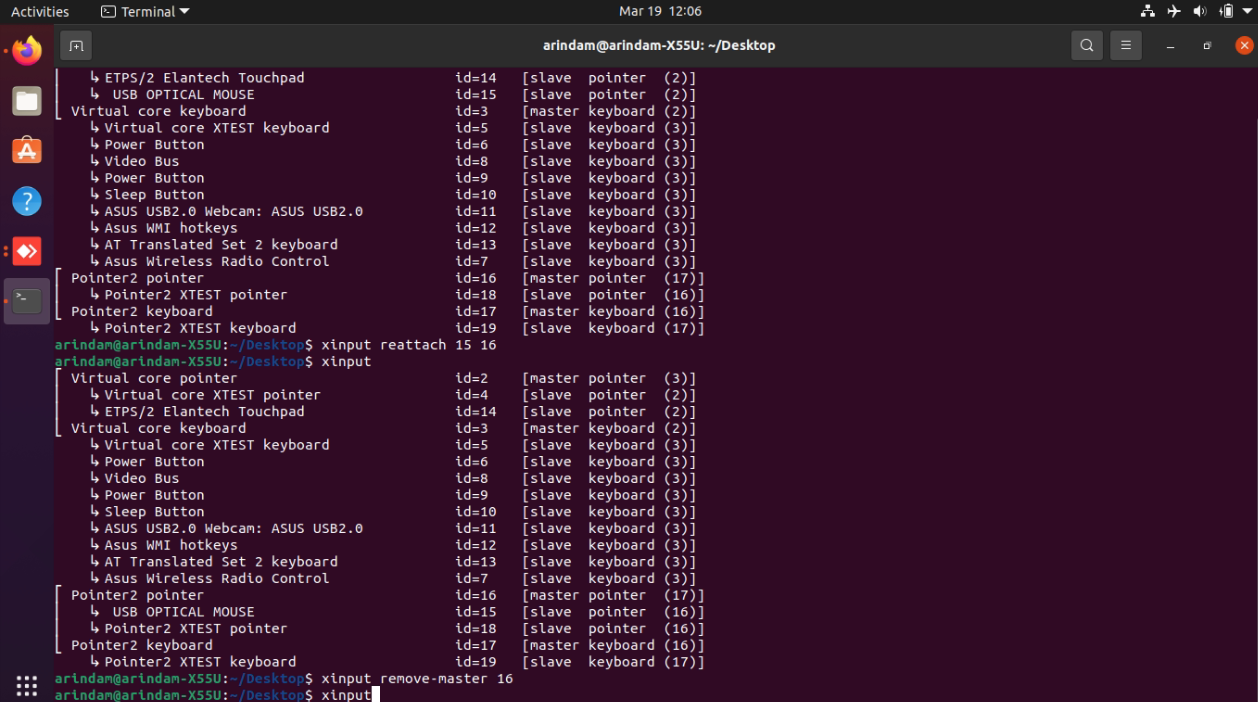 Activities Terminal Mar 19 12:06
arindam@arindam-X55U: ~/Desktop
↳ ETPS/2 Elantech Touchpad id=14 [slave pointer (2)]
↳ USB OPTICAL MOUSE id=15 [slave pointer (2)]
⎣ Virtual core keyboard id=3 [master keyboard (2)]
↳ Virtual core XTEST keyboard id=5 [slave keyboard (3)]
↳ Power Button id=6 [slave keyboard (3)]
↳ Video Bus id=8 [slave keyboard (3)]
↳ Power Button id=9 [slave keyboard (3)]
↳ Sleep Button id=10 [slave keyboard (3)]
↳ ASUS USB2.0 Webcam: ASUS USB2.0 id=11 [slave keyboard (3)]
↳ Asus WMI hotkeys id=12 [slave keyboard (3)]
↳ AT Translated Set 2 keyboard id=13 [slave keyboard (3)]
↳ Asus Wireless Radio Control id=7 [slave keyboard (3)]
⎡ Pointer2 pointer id=16 [master pointer (17)]
⎜ ↳ Pointer2 XTEST pointer id=18 [slave pointer (16)]
⎣ Pointer2 keyboard id=17 [master keyboard (16)]
↳ Pointer2 XTEST keyboard id=19 [slave keyboard (17)]
arindam@arindam-X55U:~/Desktop$ xinput reattach 15 16
arindam@arindam-X55U:~/Desktop$ xinput
⎡ Virtual core pointer id=2 [master pointer (3)]
⎜ ↳ Virtual core XTEST pointer id=4 [slave pointer (2)]
⎜ ↳ ETPS/2 Elantech Touchpad id=14 [slave pointer (2)]
⎣ Virtual core keyboard id=3 [master keyboard (2)]
↳ Virtual core XTEST keyboard id=5 [slave keyboard (3)]
↳ Power Button id=6 [slave keyboard (3)]
↳ Video Bus id=8 [slave keyboard (3)]
↳ Power Button id=9 [slave keyboard (3)]
↳ Sleep Button id=10 [slave keyboard (3)]
↳ ASUS USB2.0 Webcam: ASUS USB2.0 id=11 [slave keyboard (3)]
↳ Asus WMI hotkeys id=12 [slave keyboard (3)]
↳ AT Translated Set 2 keyboard id=13 [slave keyboard (3)]
↳ Asus Wireless Radio Control id=7 [slave keyboard (3)]
⎡ Pointer2 pointer id=16 [master pointer (17)]
⎜ ↳ USB OPTICAL MOUSE id=15 [slave pointer (16)]
⎜ ↳ Pointer2 XTEST pointer id=18 [slave pointer (16)]
⎣ Pointer2 keyboard id=17 [master keyboard (16)]
↳ Pointer2 XTEST keyboard id=19 [slave keyboard (17)]
arindam@arindam-X55U:~/Desktop$ xinput remove-master 16
arindam@arindam-X55U:~/Desktop$ xinput